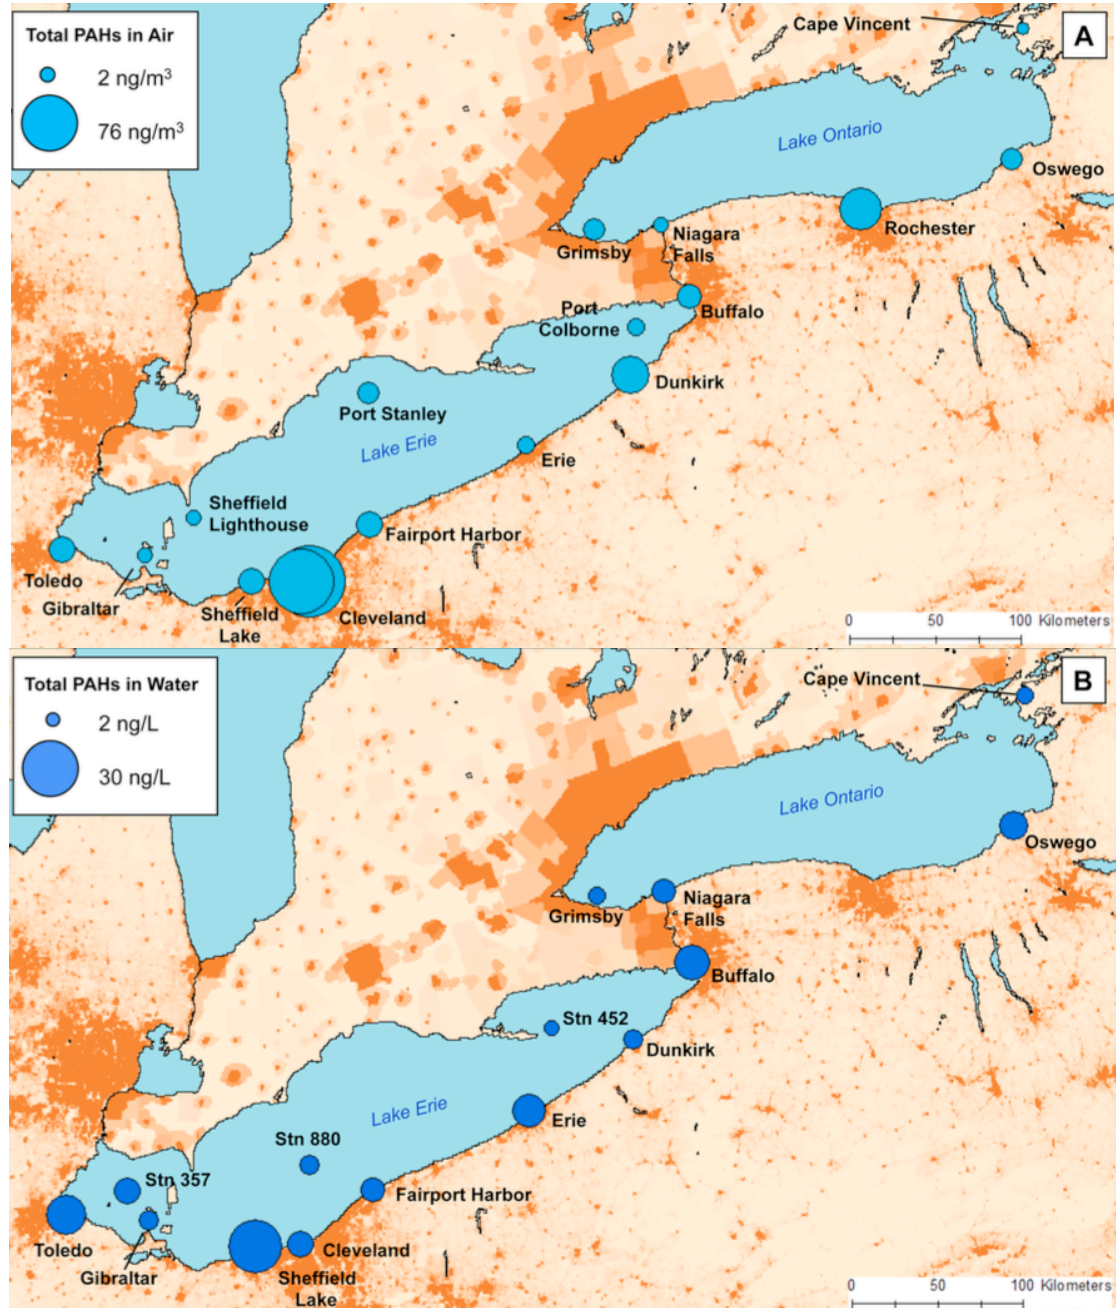 Total PAHs in Air
2 ng/m³
76 ng/m³
A
Cape Vincent
Lake Ontario
Oswego
Rochester
Grimsby
Niagara
Falls
Buffalo
Port
Colborne
Dunkirk
Port Stanley
Lake Erie
Erie
Sheffield
Lighthouse
Fairport Harbor
Toledo
Gibraltar
Sheffield
Lake
Cleveland
0 50 100 Kilometers
Total PAHs in Water
2 ng/L
30 ng/L
B
Cape Vincent
Lake Ontario
Oswego
Grimsby
Niagara
Falls
Buffalo
Stn 452
Dunkirk
Lake Erie
Erie
Stn 880
Stn 357
Fairport Harbor
Toledo
Gibraltar
Cleveland
Sheffield
Lake
0 50 100 Kilometers